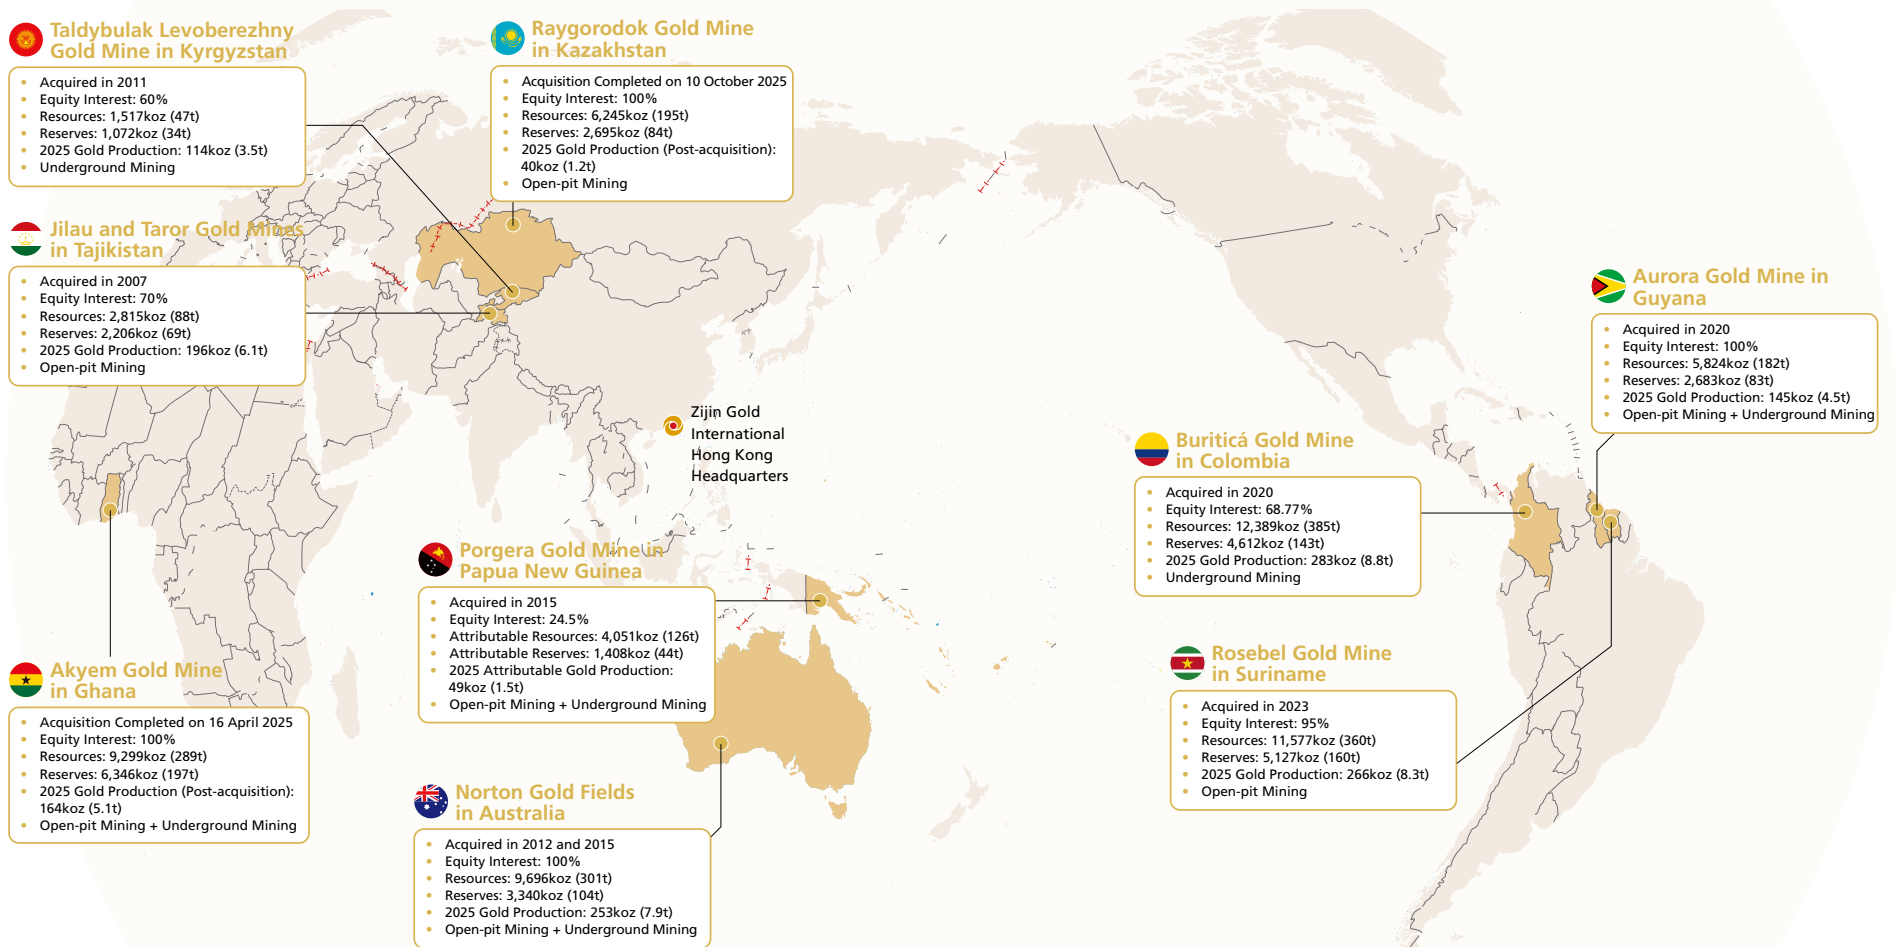 Taldybulak Levoberezhny
Gold Mine in Kyrgyzstan
• Acquired in 2011
• Equity Interest: 60%
• Resources: 1,517koz (47t)
• Reserves: 1,072koz (34t)
• 2025 Gold Production: 114koz (3.5t)
• Underground Mining
Raygorodok Gold Mine
in Kazakhstan
• Acquisition Completed on 10 October 2025
• Equity Interest: 100%
• Resources: 6,245koz (195t)
• Reserves: 2,695koz (84t)
• 2025 Gold Production (Post-acquisition):
40koz (1.2t)
• Open-pit Mining
Jilau and Taror Gold Mines
in Tajikistan
• Acquired in 2007
• Equity Interest: 70%
• Resources: 2,815koz (88t)
• Reserves: 2,206koz (69t)
• 2025 Gold Production: 196koz (6.1t)
• Open-pit Mining
Aurora Gold Mine in
Guyana
• Acquired in 2020
• Equity Interest: 100%
• Resources: 5,824koz (182t)
• Reserves: 2,683koz (83t)
• 2025 Gold Production: 145koz (4.5t)
• Open-pit Mining + Underground Mining
Zijin Gold
International
Hong Kong
Headquarters
Buriticá Gold Mine
in Colombia
• Acquired in 2020
• Equity Interest: 68.77%
• Resources: 12,389koz (385t)
• Reserves: 4,612koz (143t)
• 2025 Gold Production: 283koz (8.8t)
• Underground Mining
Porgera Gold Mine in
Papua New Guinea
• Acquired in 2015
• Equity Interest: 24.5%
• Attributable Resources: 4,051koz (126t)
• Attributable Reserves: 1,408koz (44t)
• 2025 Attributable Gold Production:
49koz (1.5t)
• Open-pit Mining + Underground Mining
Akyem Gold Mine
in Ghana
• Acquisition Completed on 16 April 2025
• Equity Interest: 100%
• Resources: 9,299koz (289t)
• Reserves: 6,346koz (197t)
• 2025 Gold Production (Post-acquisition):
164koz (5.1t)
• Open-pit Mining + Underground Mining
Rosebel Gold Mine
in Suriname
• Acquired in 2023
• Equity Interest: 95%
• Resources: 11,577koz (360t)
• Reserves: 5,127koz (160t)
• 2025 Gold Production: 266koz (8.3t)
• Open-pit Mining
Norton Gold Fields
in Australia
• Acquired in 2012 and 2015
• Equity Interest: 100%
• Resources: 9,696koz (301t)
• Reserves: 3,340koz (104t)
• 2025 Gold Production: 253koz (7.9t)
• Open-pit Mining + Underground Mining